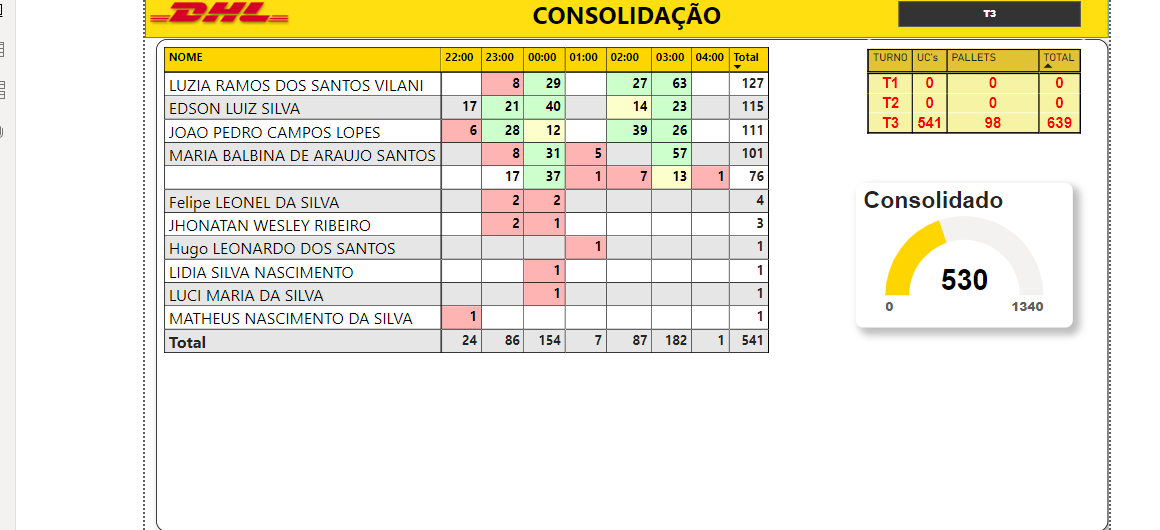 DHL
CONSOLIDAÇÃO
T3
NOME 22:00 23:00 00:00 01:00 02:00 03:00 04:00 Total
LUZIA RAMOS DOS SANTOS VILANI 8 29 27 63 127
EDSON LUIZ SILVA 17 21 40 14 23 115
JOAO PEDRO CAMPOS LOPES 6 28 12 39 26 111
MARIA BALBINA DE ARAUJO SANTOS 8 31 5 57 101
17 37 1 7 13 1 76
Felipe LEONEL DA SILVA 2 2 4
JHONATAN WESLEY RIBEIRO 2 1 3
Hugo LEONARDO DOS SANTOS 1 1
LIDIA SILVA NASCIMENTO 1 1
LUCI MARIA DA SILVA 1 1
MATHEUS NASCIMENTO DA SILVA 1 1
Total 24 86 154 7 87 182 1 541
TURNO UC's PALLETS TOTAL
T1 0 0 0
T2 0 0 0
T3 541 98 639
Consolidado
530
0 1340